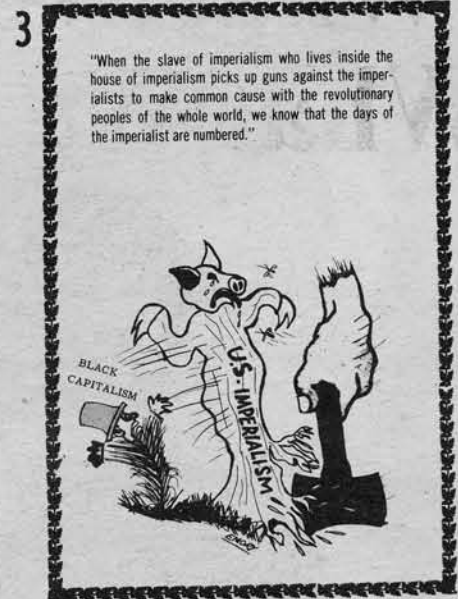 3
"When the slave of imperialism who lives inside the
house of imperialism picks up guns against the imper-
ialists to make common cause with the revolutionary
peoples of the whole world, we know that the days of
the imperialist are numbered."
BLACK
CAPITALISM
U.S. IMPERIALISM
EMORY